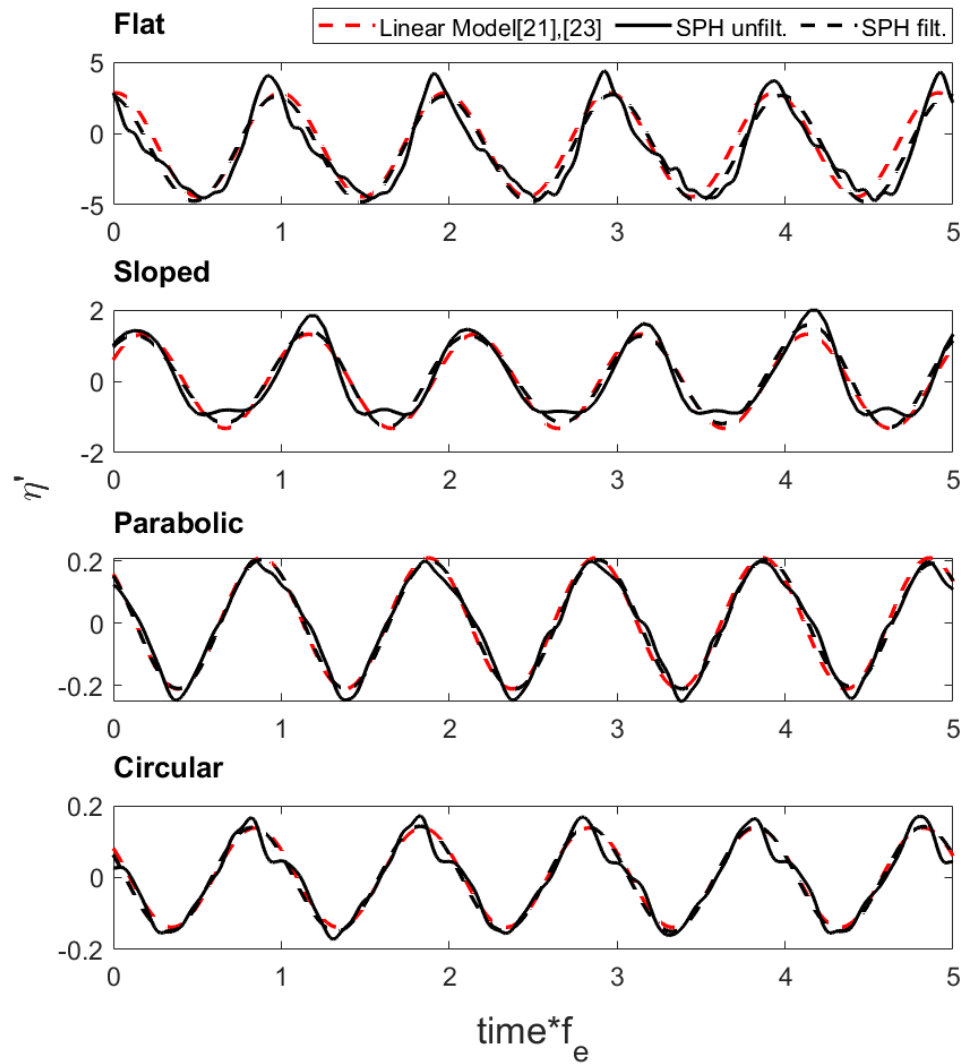 Flat
Linear Model[21],[23] SPH unfilt. SPH filt.
5
0
-5
0 1 2 3 4 5
Sloped
2
0
-2
0 1 2 3 4 5
η'
Parabolic
0.2
0
-0.2
0 1 2 3 4 5
Circular
0.2
0
-0.2
0 1 2 3 4 5
time*f_e